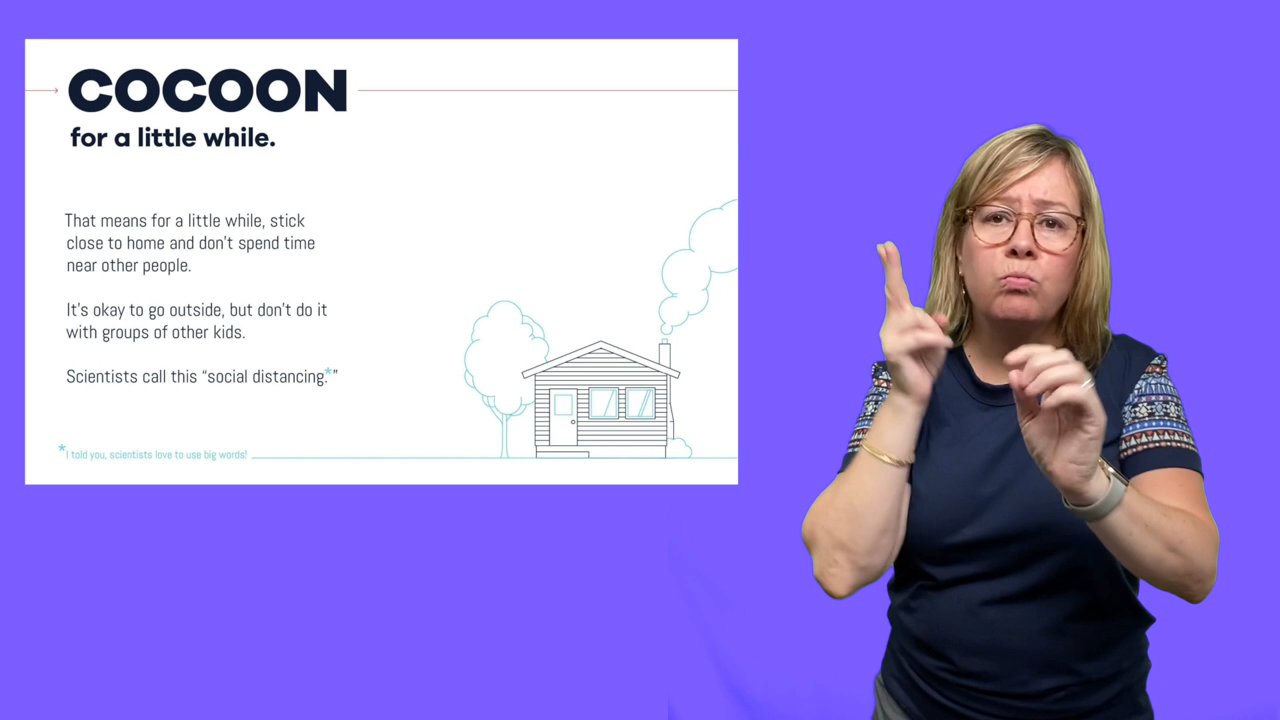 COCOON
for a little while.
That means for a little while, stick
close to home and don't spend time
near other people.
It's okay to go outside, but don't do it
with groups of other kids.
Scientists call this “social distancing.*”
*I told you, scientists love to use big words!